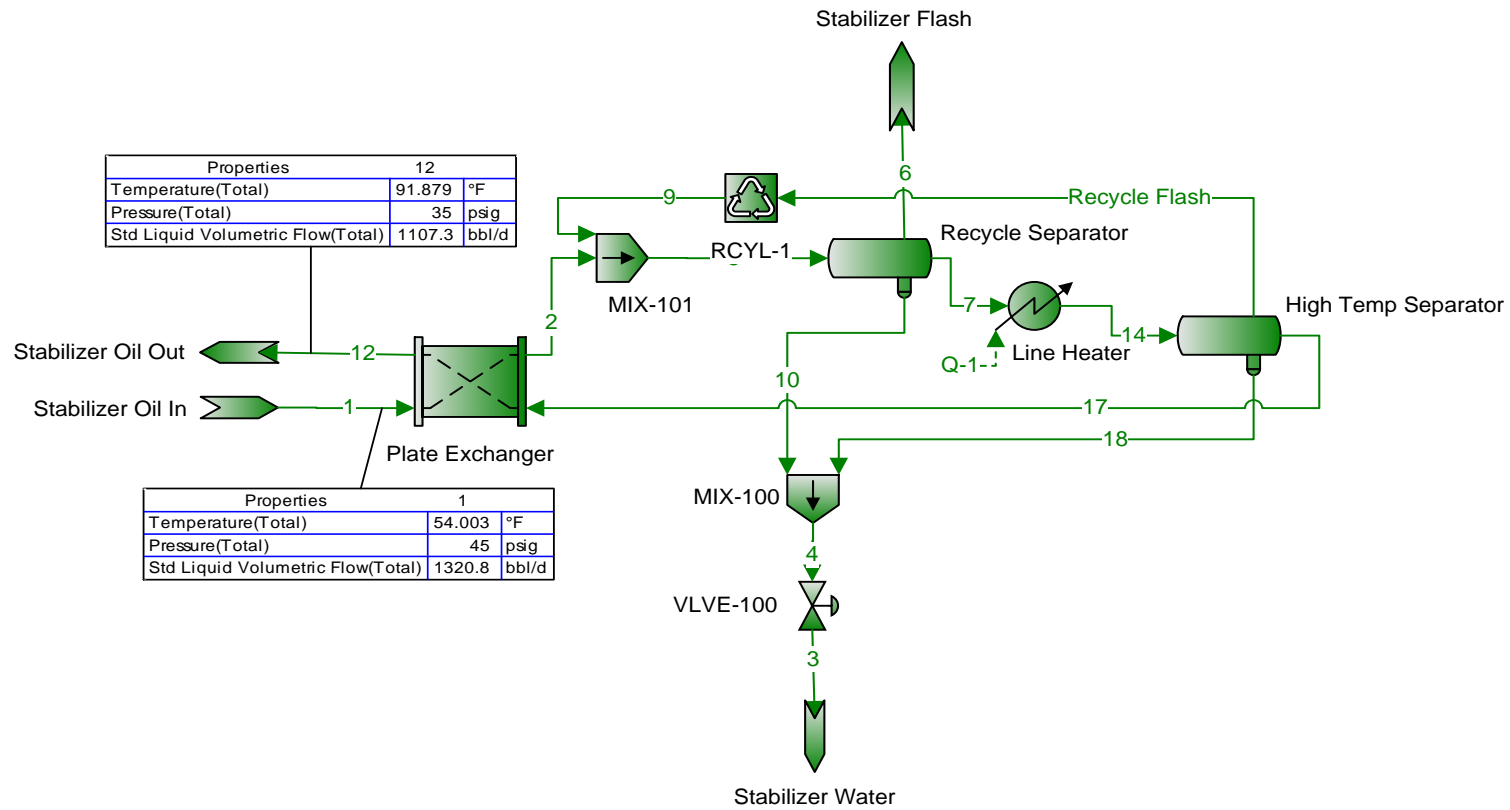 Stabilizer Flash
Properties 12
Temperature(Total) 91.879 °F
Pressure(Total) 35 psig
Std Liquid Volumetric Flow(Total) 1107.3 bbl/d
6
9
Recycle Flash
RCYL-1
Recycle Separator
MIX-101
7
High Temp Separator
2
14
Line Heater
Stabilizer Oil Out
12
Q-1
10
Stabilizer Oil In
1
17
18
Plate Exchanger
MIX-100
Properties 1
Temperature(Total) 54.003 °F
Pressure(Total) 45 psig
Std Liquid Volumetric Flow(Total) 1320.8 bbl/d
4
VLVE-100
3
Stabilizer Water